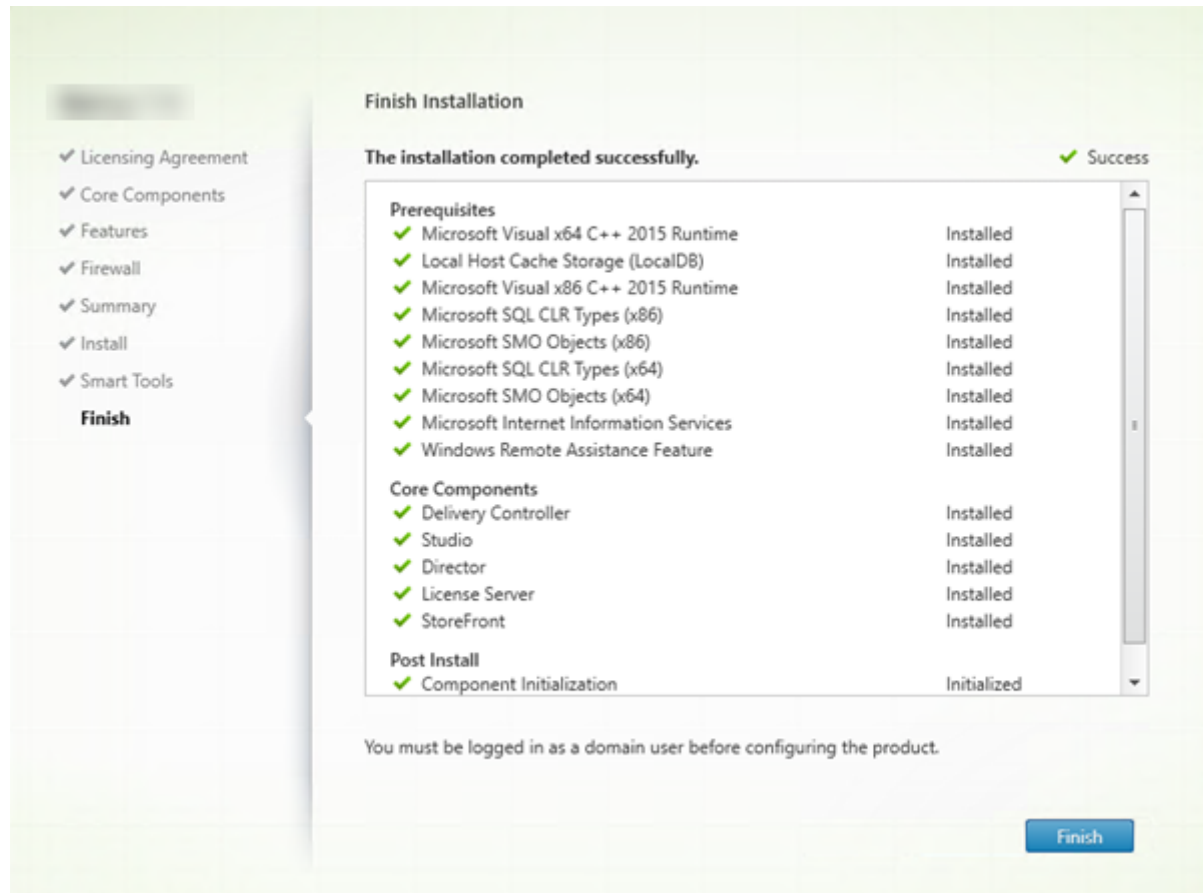 Finish Installation
Licensing Agreement
Core Components
Features
Firewall
Summary
Install
Smart Tools
Finish
The installation completed successfully. Success
Prerequisites
Microsoft Visual x64 C++ 2015 Runtime Installed
Local Host Cache Storage (LocalDB) Installed
Microsoft Visual x86 C++ 2015 Runtime Installed
Microsoft SQL CLR Types (x86) Installed
Microsoft SMO Objects (x86) Installed
Microsoft SQL CLR Types (x64) Installed
Microsoft SMO Objects (x64) Installed
Microsoft Internet Information Services Installed
Windows Remote Assistance Feature Installed
Core Components
Delivery Controller Installed
Studio Installed
Director Installed
License Server Installed
StoreFront Installed
Post Install
Component Initialization Initialized
You must be logged in as a domain user before configuring the product.
Finish